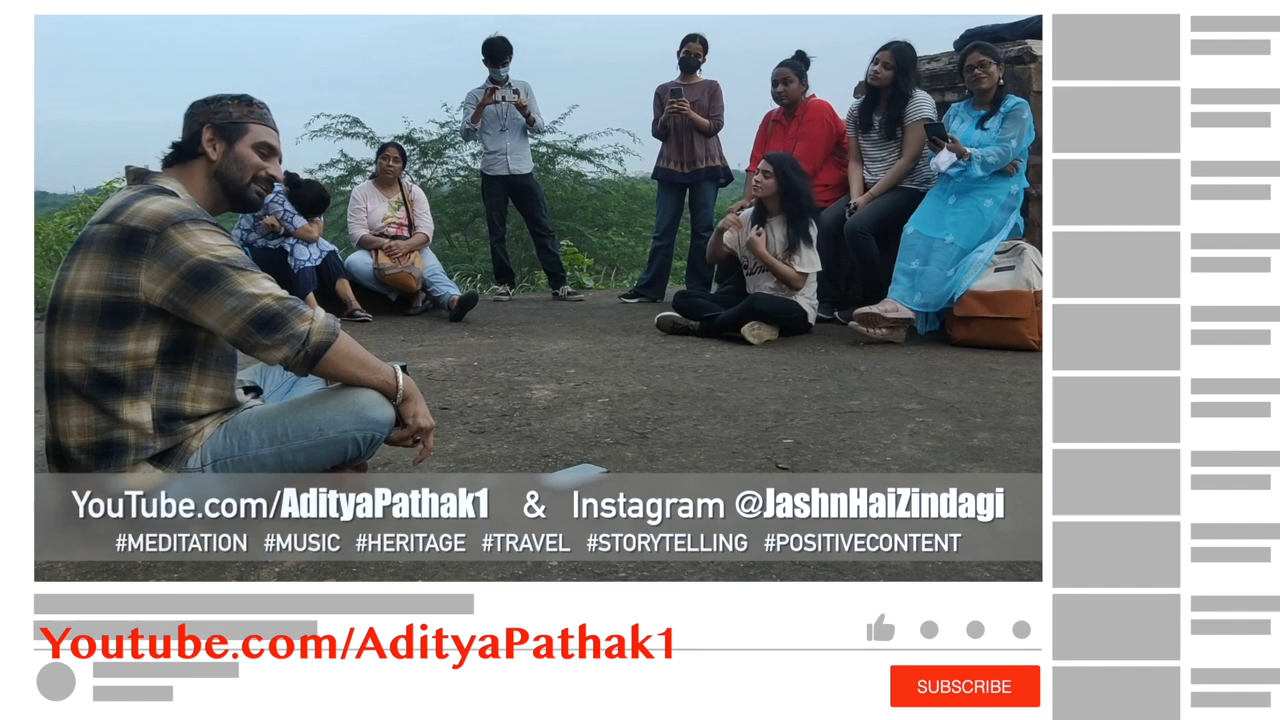 YouTube.com/AdityaPathak1 & Instagram @JashnHaiZindagi
#MEDITATION #MUSIC #HERITAGE #TRAVEL #STORYTELLING #POSITIVECONTENT
Youtube.com/AdityaPathak1
SUBSCRIBE